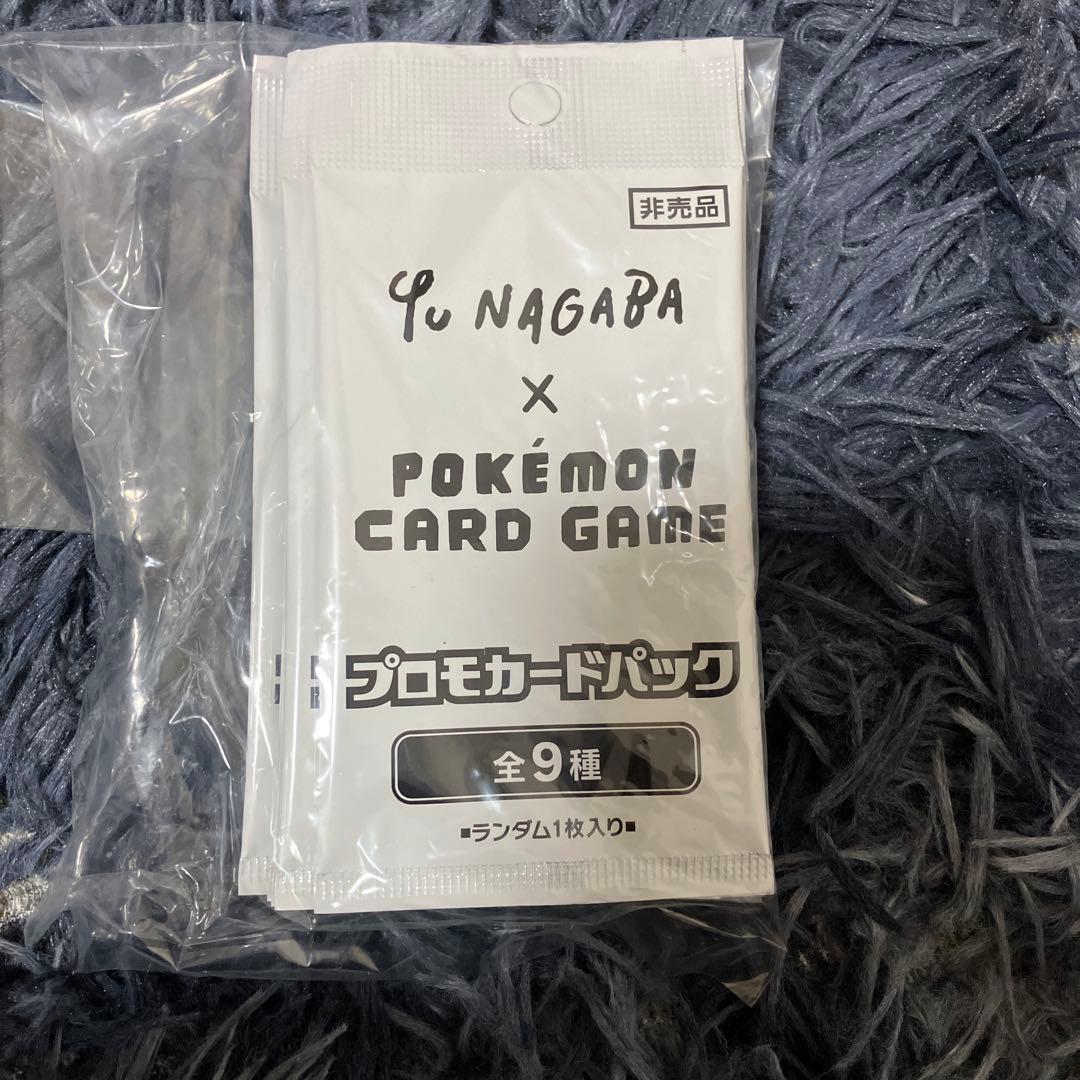 非売品
Yu NAGABA
×
POKÉMON
CARD GAME
プロモカードパック
全9種
■ランダム1枚入り■